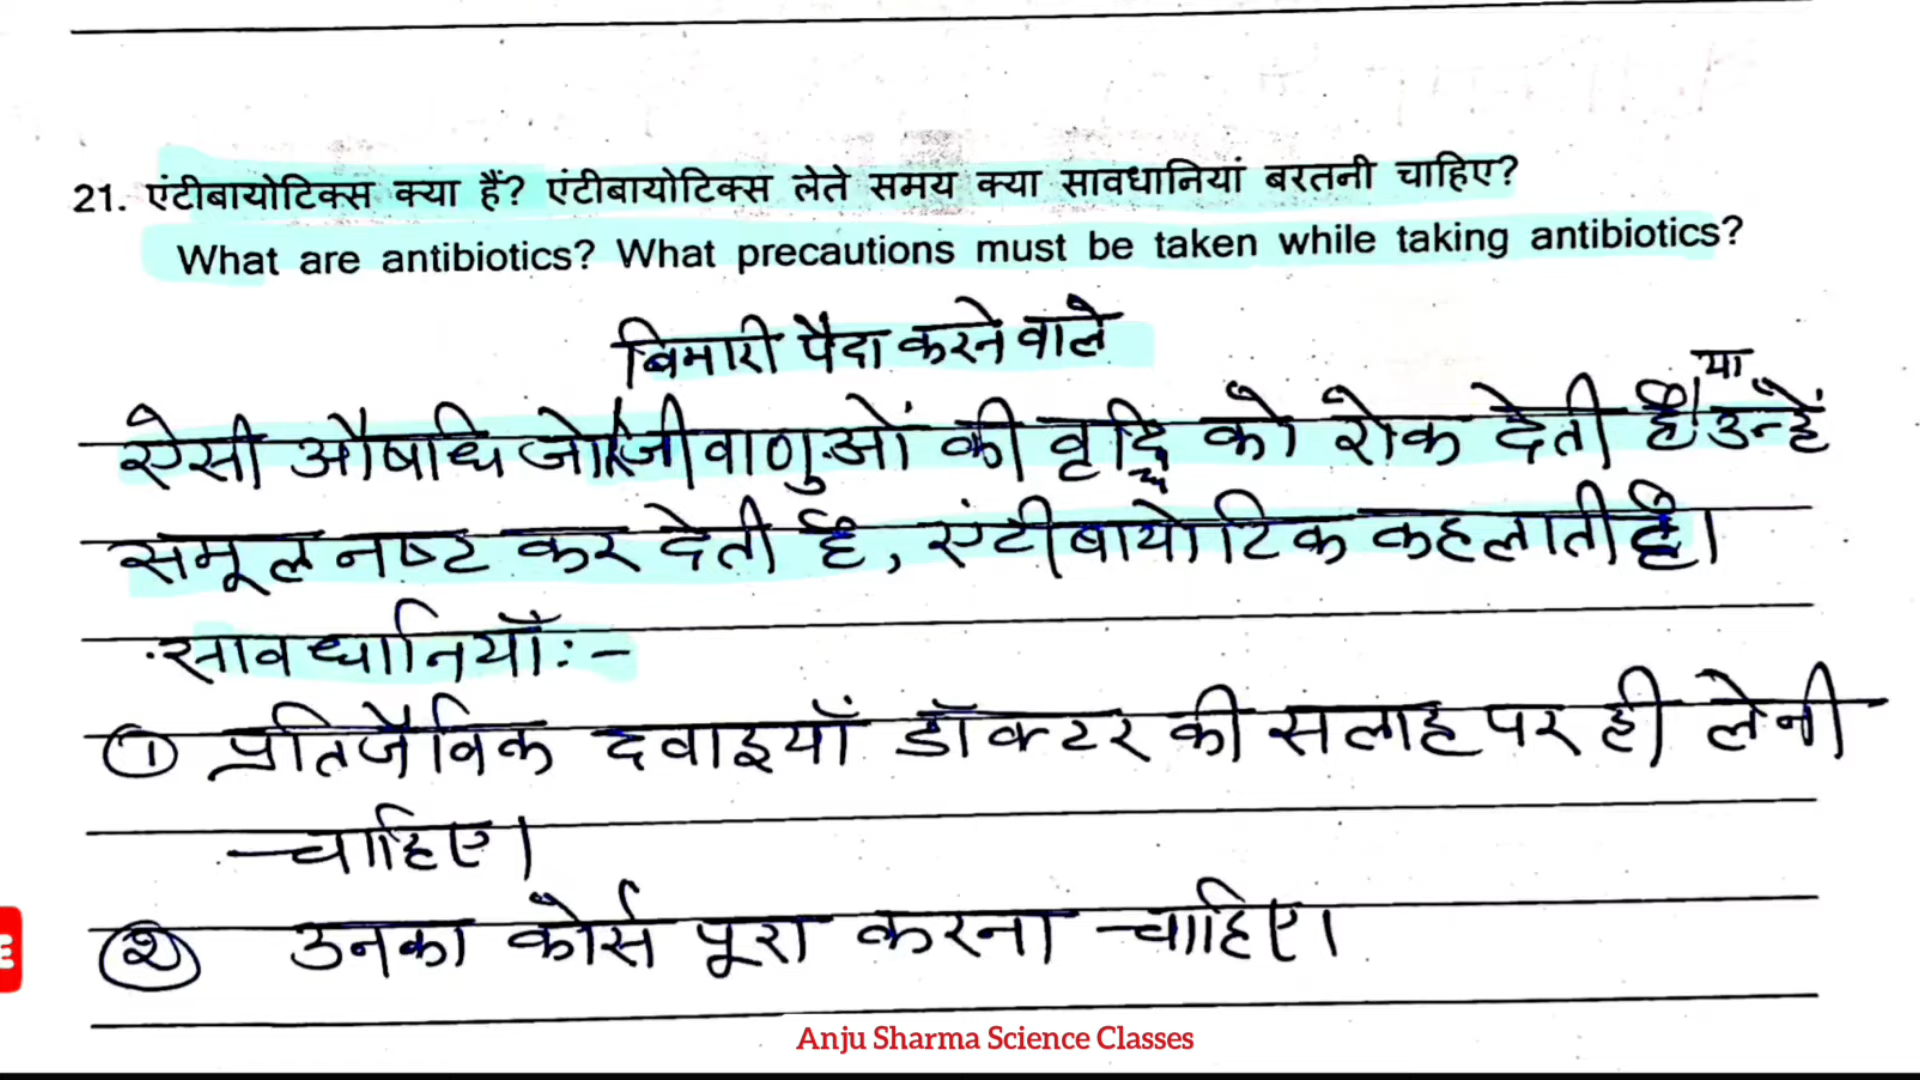 21. एंटीबायोटिक्स क्या हैं? एंटीबायोटिक्स लेते समय क्या सावधानियां बरतनी चाहिए?
What are antibiotics? What precautions must be taken while taking antibiotics?
बिमारी पैदा करने वाले
या
ऐसी औषधि जो जीवाणुओं की वृद्धि को रोक देती है। उन्हें
समूल नष्ट कर देती है, एंटीबायोटिक कहलाती है।
सावधानियाँ:-
① प्रतिजैविक दवाइयाँ डॉक्टर की सलाह पर ही लेनी
चाहिए।
② उनका कोर्स पूरा करना चाहिए।
E
Anju Sharma Science Classes